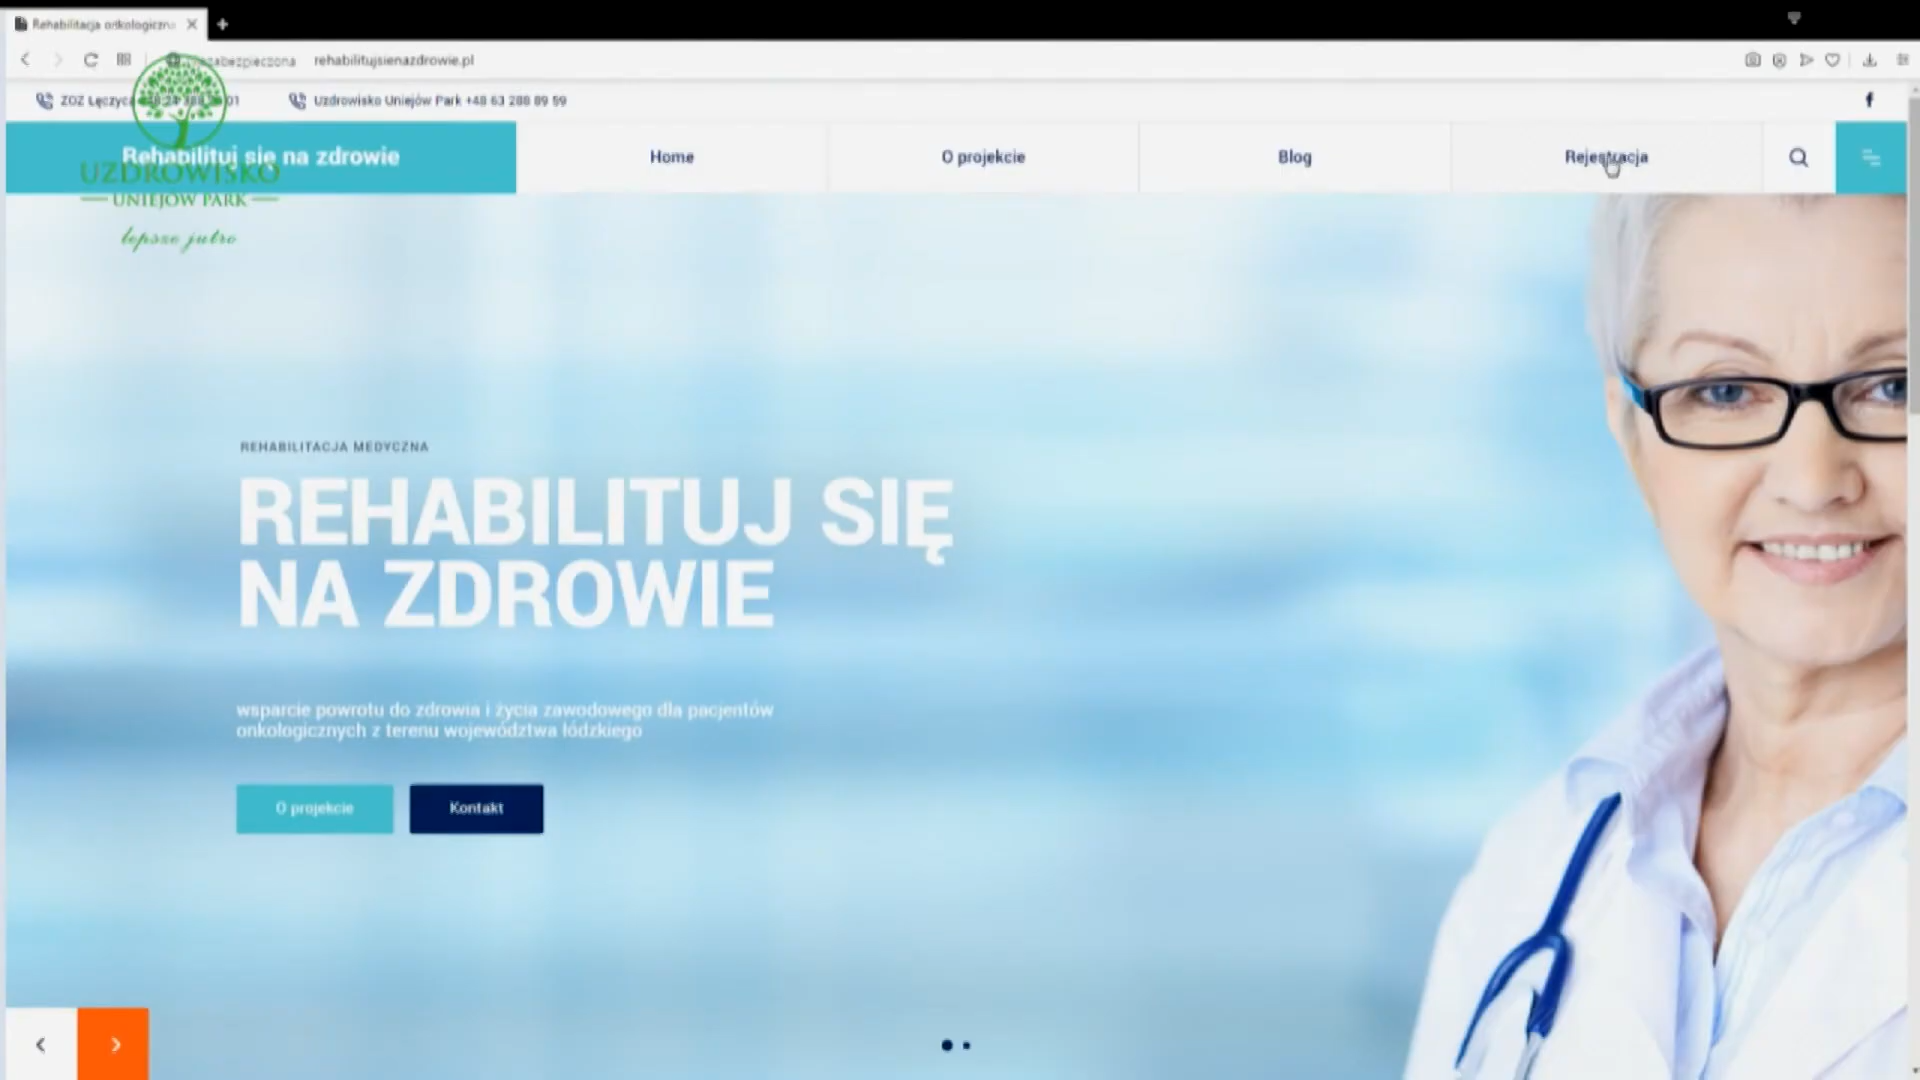 Rehabilitacja onkologiczna
rehabilitujsienazdrowie.pl
ZOZ Łęczyca
Uzdrowisko Uniejów Park +48 63 288 89 59
Rehabilituj się na zdrowie
Home
O projekcie
Blog
Rejestracja
UZDROWISKO
UNIEJÓW PARK
lepsze jutro
REHABILITACJA MEDYCZNA
REHABILITUJ SIĘ
NA ZDROWIE
wsparcie powrotu do zdrowia i życia zawodowego dla pacjentów
onkologicznych z terenu województwa łódzkiego
O projekcie
Kontakt